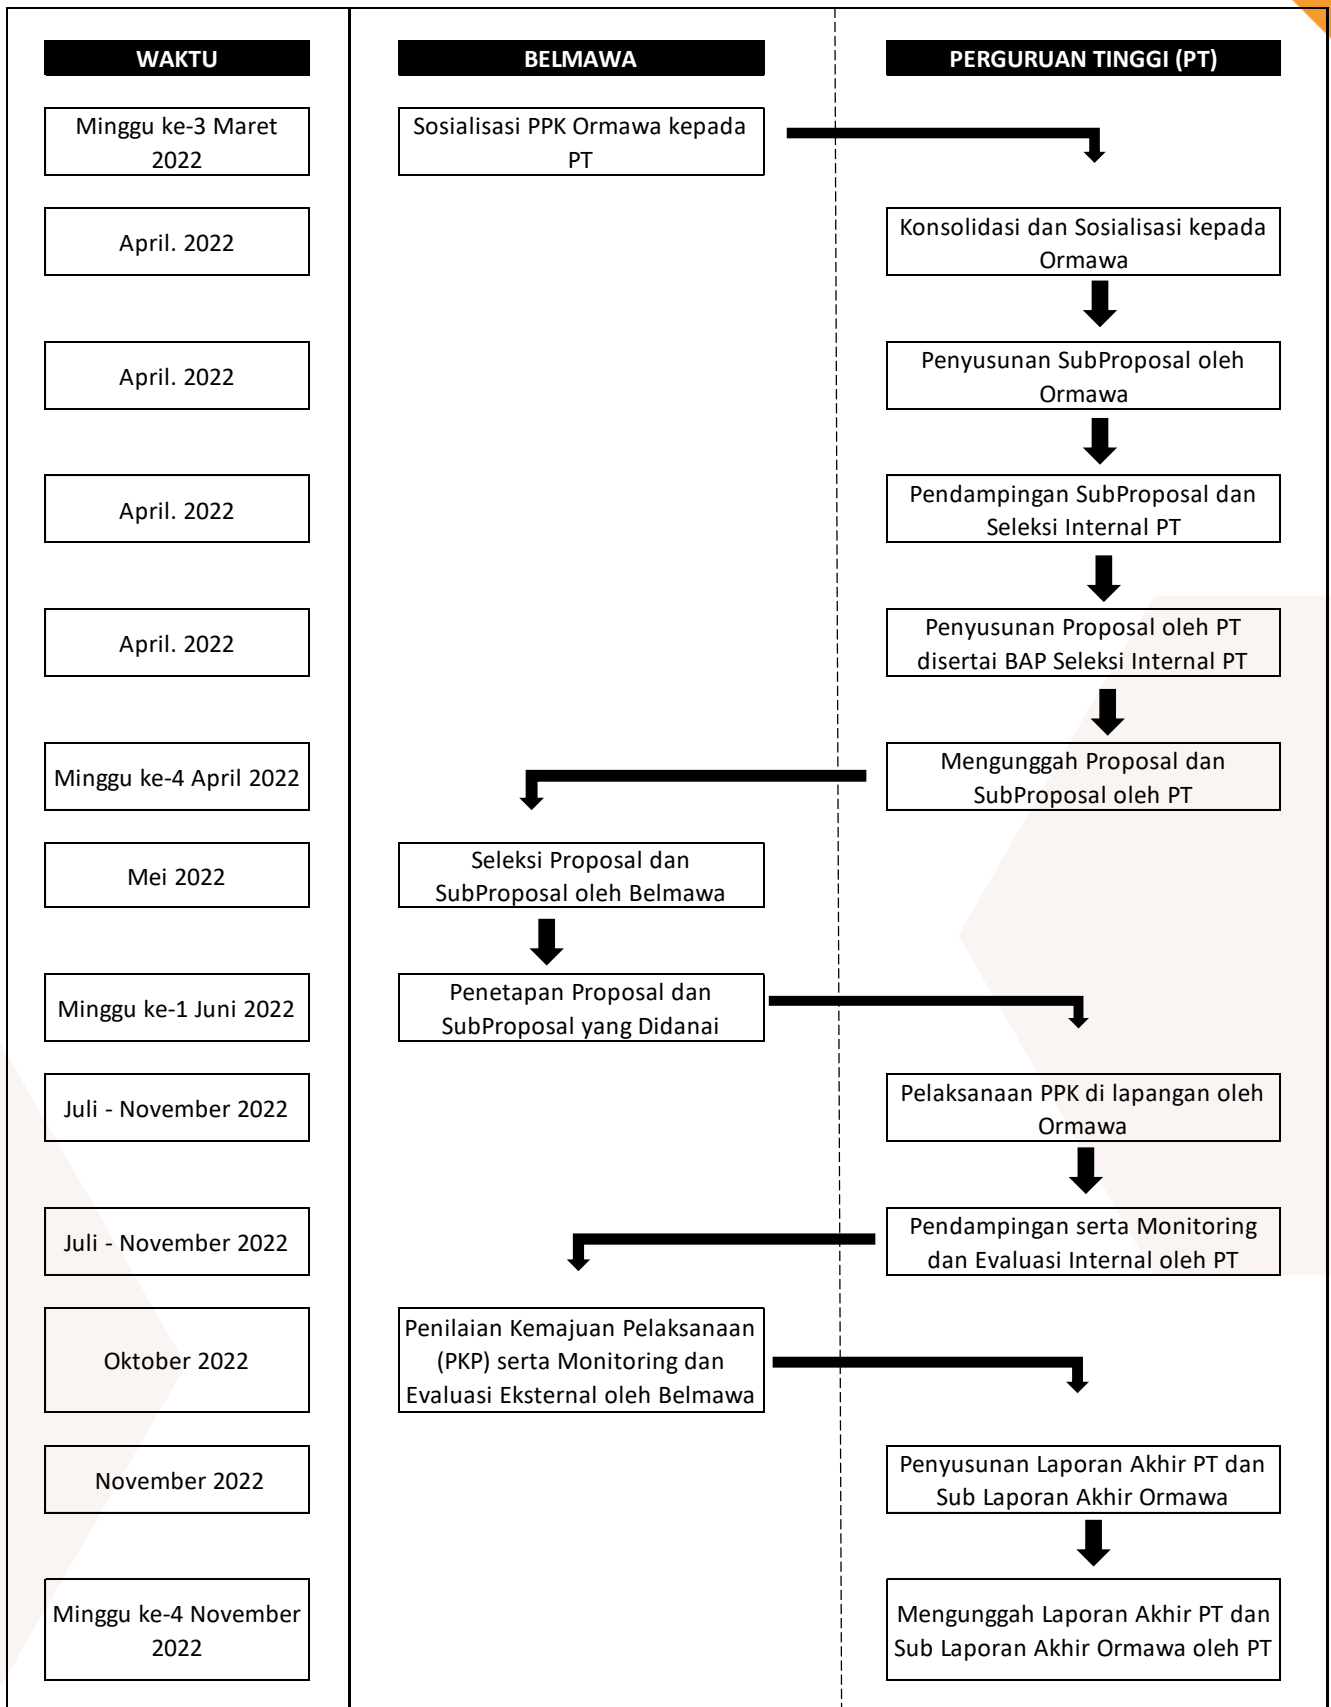 WAKTU
BELMAWA
PERGURUAN TINGGI (PT)
Minggu ke-3 Maret
2022
Sosialisasi PPK Ormawa kepada
PT
April. 2022
Konsolidasi dan Sosialisasi kepada
Ormawa
April. 2022
Penyusunan SubProposal oleh
Ormawa
April. 2022
Pendampingan SubProposal dan
Seleksi Internal PT
April. 2022
Penyusunan Proposal oleh PT
disertai BAP Seleksi Internal PT
Minggu ke-4 April 2022
Mengunggah Proposal dan
SubProposal oleh PT
Mei 2022
Seleksi Proposal dan
SubProposal oleh Belmawa
Minggu ke-1 Juni 2022
Penetapan Proposal dan
SubProposal yang Didanai
Juli - November 2022
Pelaksanaan PPK di lapangan oleh
Ormawa
Juli - November 2022
Pendampingan serta Monitoring
dan Evaluasi Internal oleh PT
Oktober 2022
Penilaian Kemajuan Pelaksanaan
(PKP) serta Monitoring dan
Evaluasi Eksternal oleh Belmawa
November 2022
Penyusunan Laporan Akhir PT dan
Sub Laporan Akhir Ormawa
Minggu ke-4 November
2022
Mengunggah Laporan Akhir PT dan
Sub Laporan Akhir Ormawa oleh PT